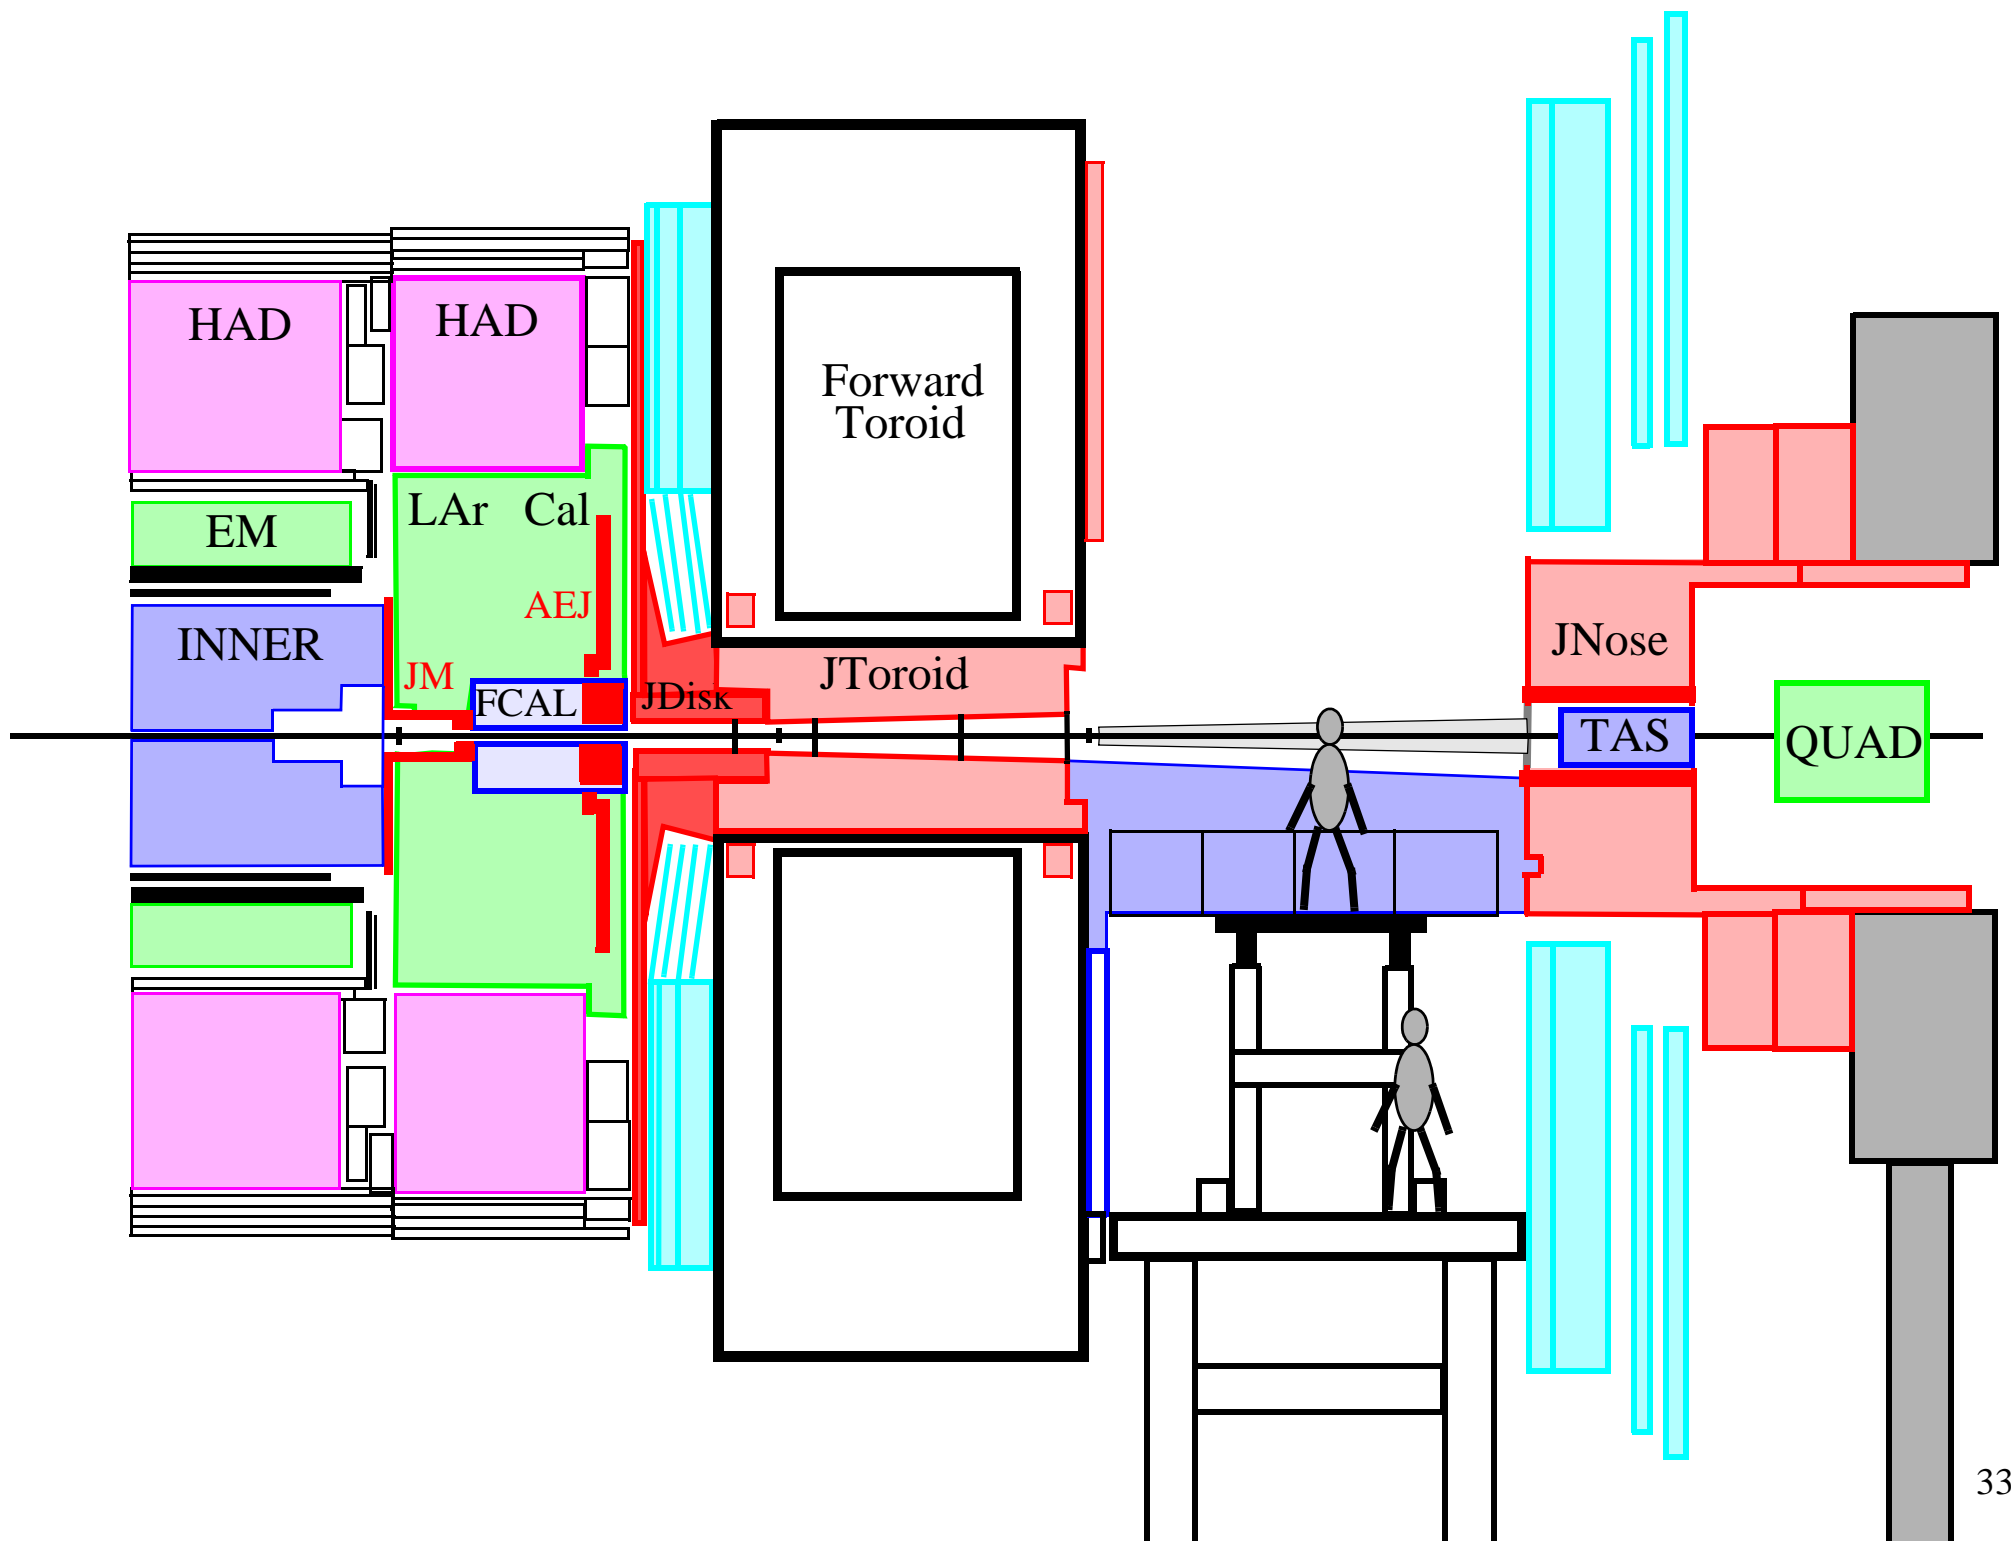 HAD
HAD
Forward
Toroid
LAr Cal
EM
AEJ
INNER
JM
FCAL
JDisk
JToroid
JNose
TAS
QUAD
33